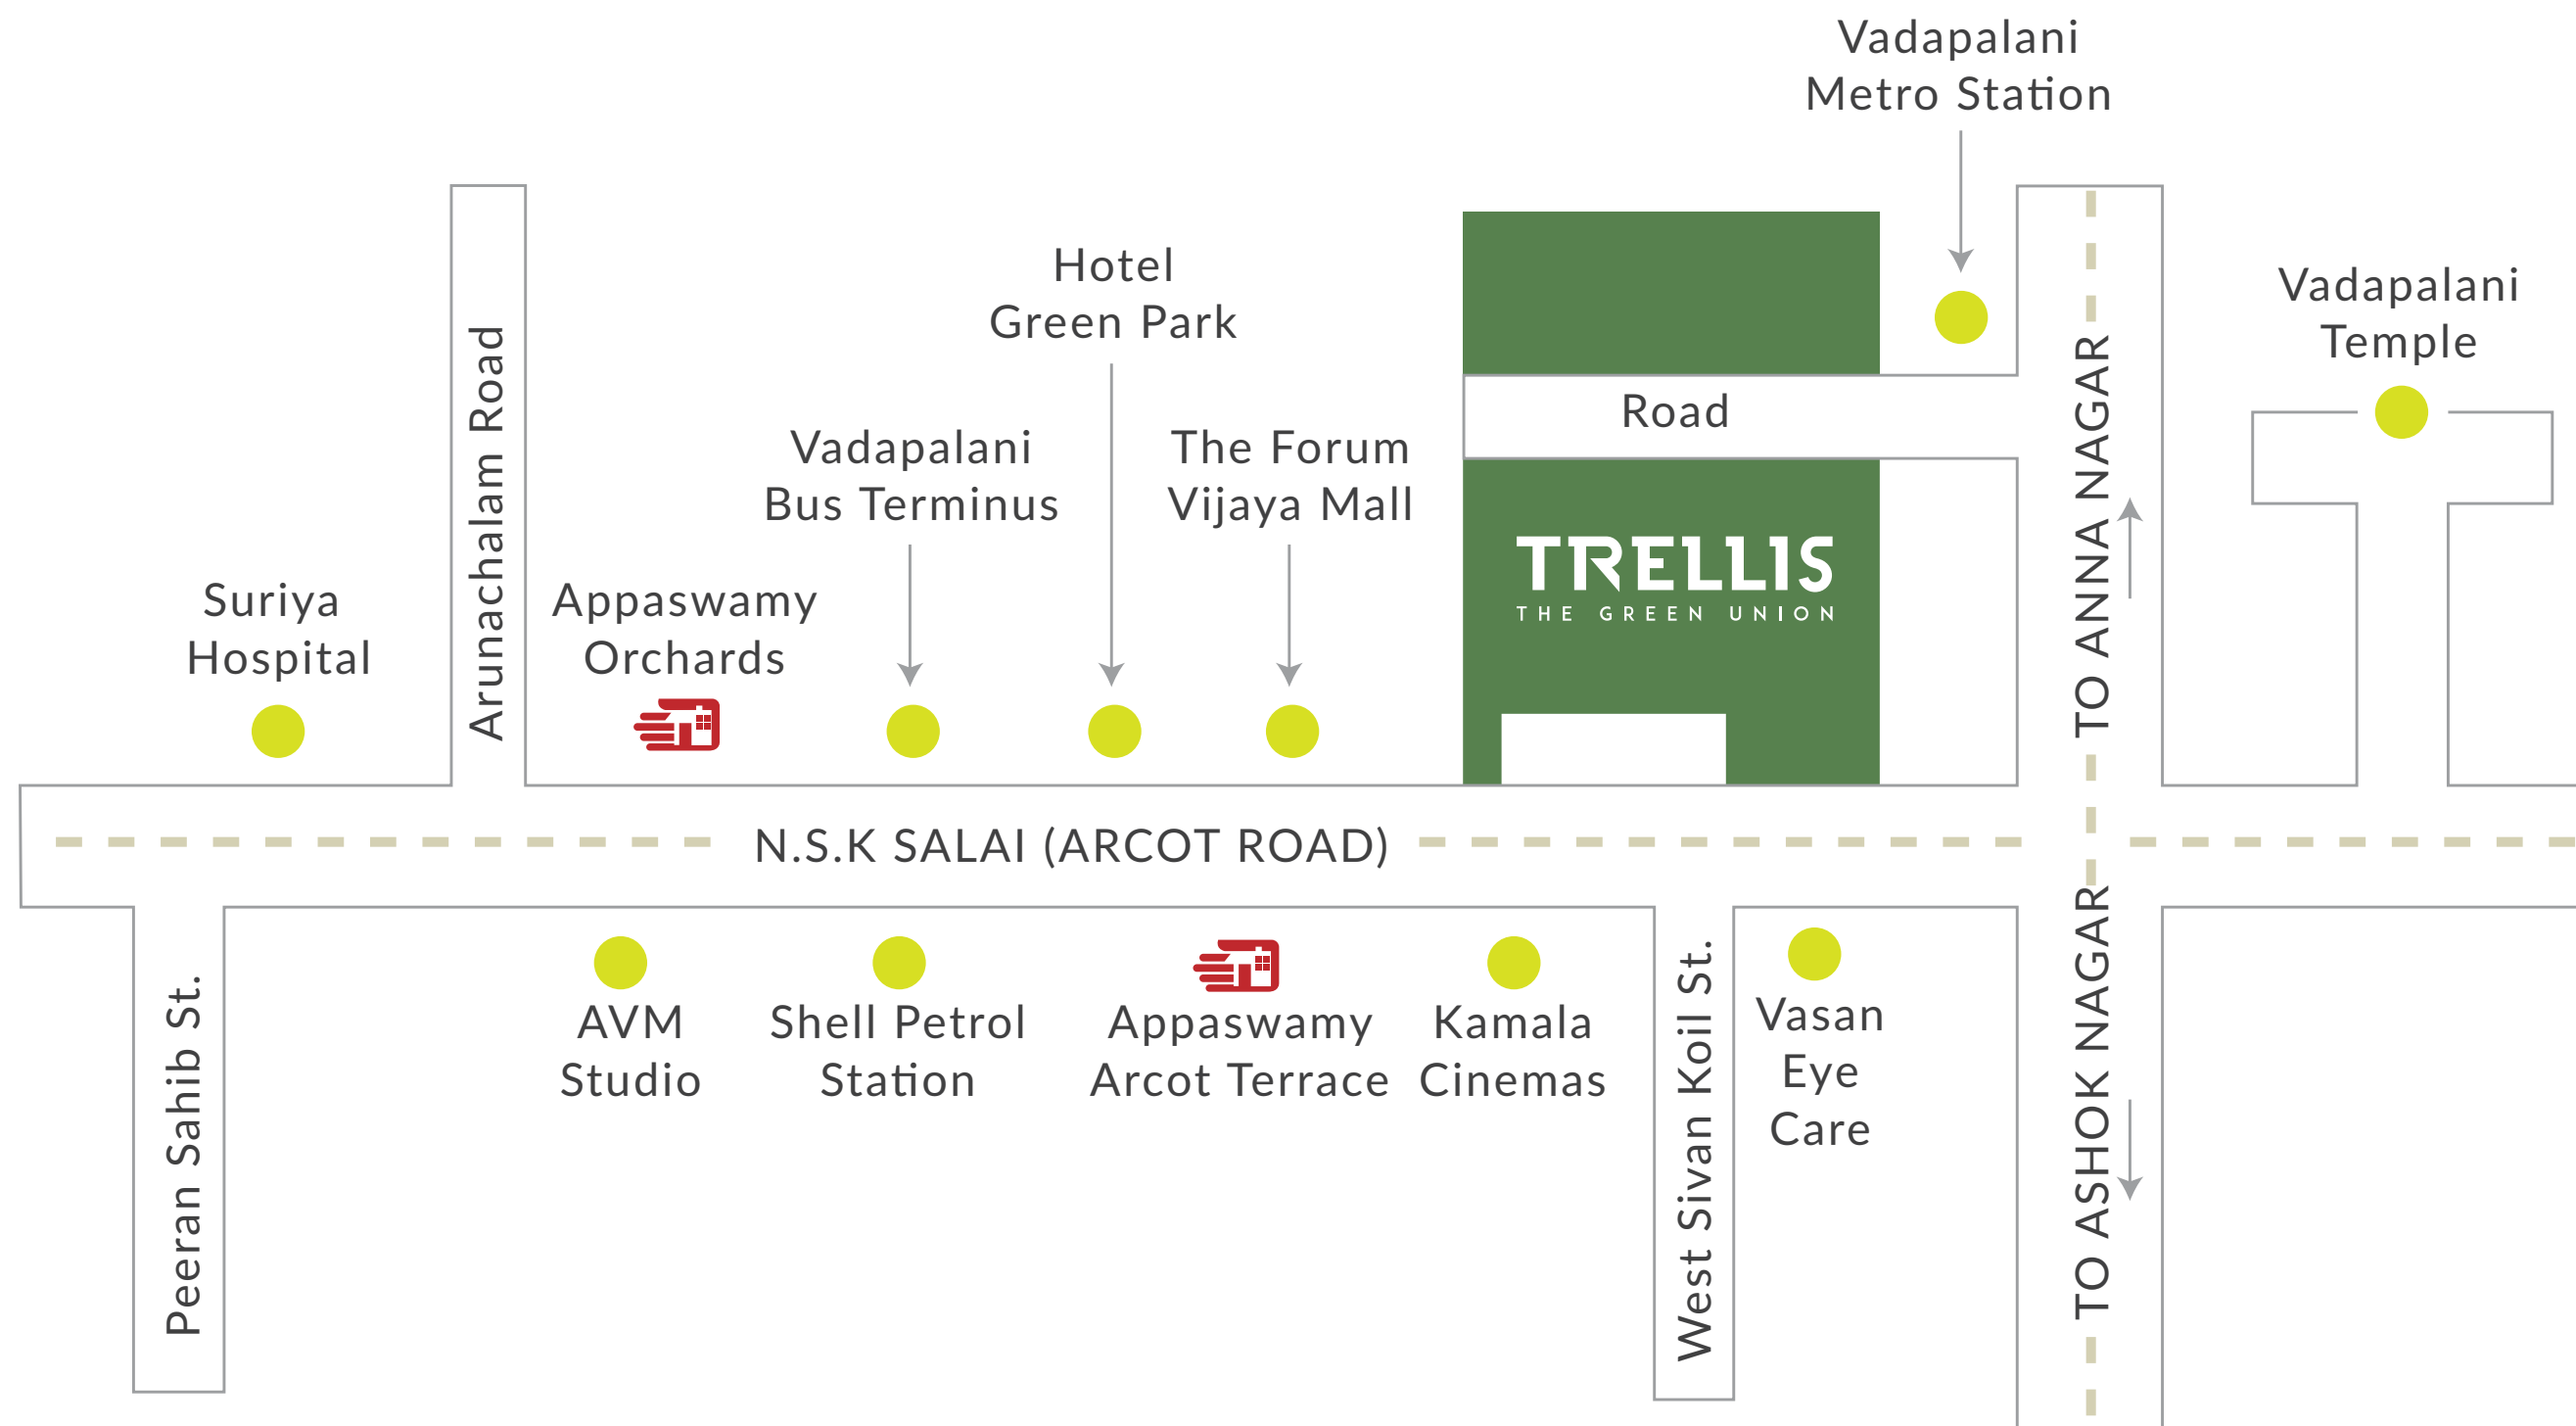 Vadapalani
Metro Station
Hotel
Green Park
Vadapalani
Temple
Arunachalam Road
Road
TO ANNA NAGAR
Vadapalani
Bus Terminus
The Forum
Vijaya Mall
TRELLIS
THE GREEN UNION
Suriya
Hospital
Appaswamy
Orchards
N.S.K SALAI (ARCOT ROAD)
Peeran Sahib St.
AVM
Studio
Shell Petrol
Station
Appaswamy
Arcot Terrace
Kamala
Cinemas
West Sivan Koil St.
Vasan
Eye
Care
TO ASHOK NAGAR